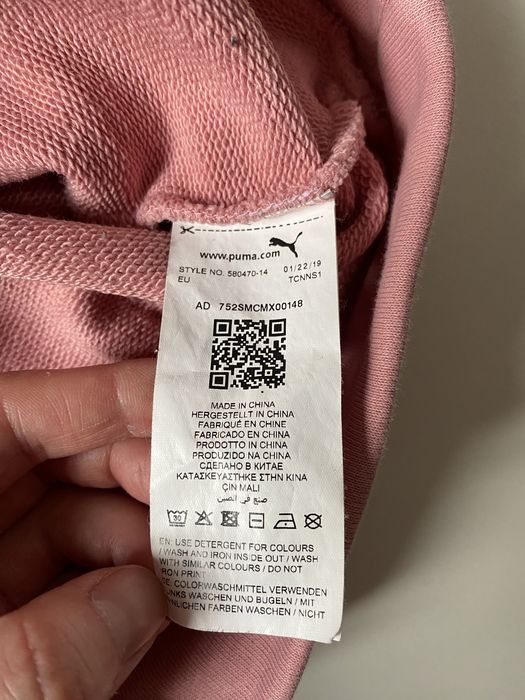 www.puma.com
STYLE NO. 580470-14 01/22/19
EU TCNNS1
AD 752SMCMX00148
MADE IN CHINA
HERGESTELLT IN CHINA
FABRIQUÉ EN CHINE
FABRICADO EN CHINA
PRODOTTO IN CHINA
PRODUZIDO NA CHINA
СДЕЛАНО В КИТАЕ
ΚΑΤΑΣΚΕΥΑΣΤΗΚΕ ΣΤΗΝ ΚΙΝΑ
ÇİN MALI
صنع في الصين
30
EN: USE DETERGENT FOR COLOURS
/ WASH AND IRON INSIDE OUT / WASH
WITH SIMILAR COLOURS / DO NOT
IRON PRINT
DE: COLORWASCHMITTEL VERWENDEN
LINKS WASCHEN UND BÜGELN / MIT
ÄHNLICHEN FARBEN WASCHEN / NICHT